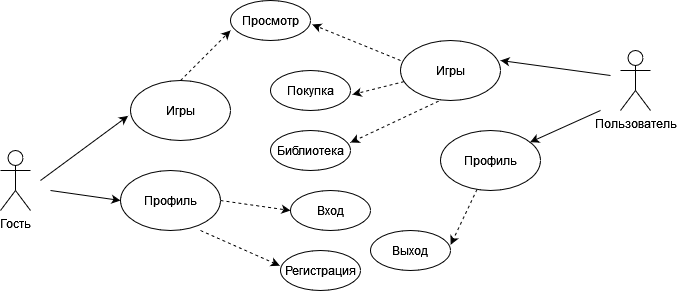 Просмотр
Игры
Игры
Покупка
Пользователь
Библиотека
Профиль
Профиль
Вход
Гость
Выход
Регистрация